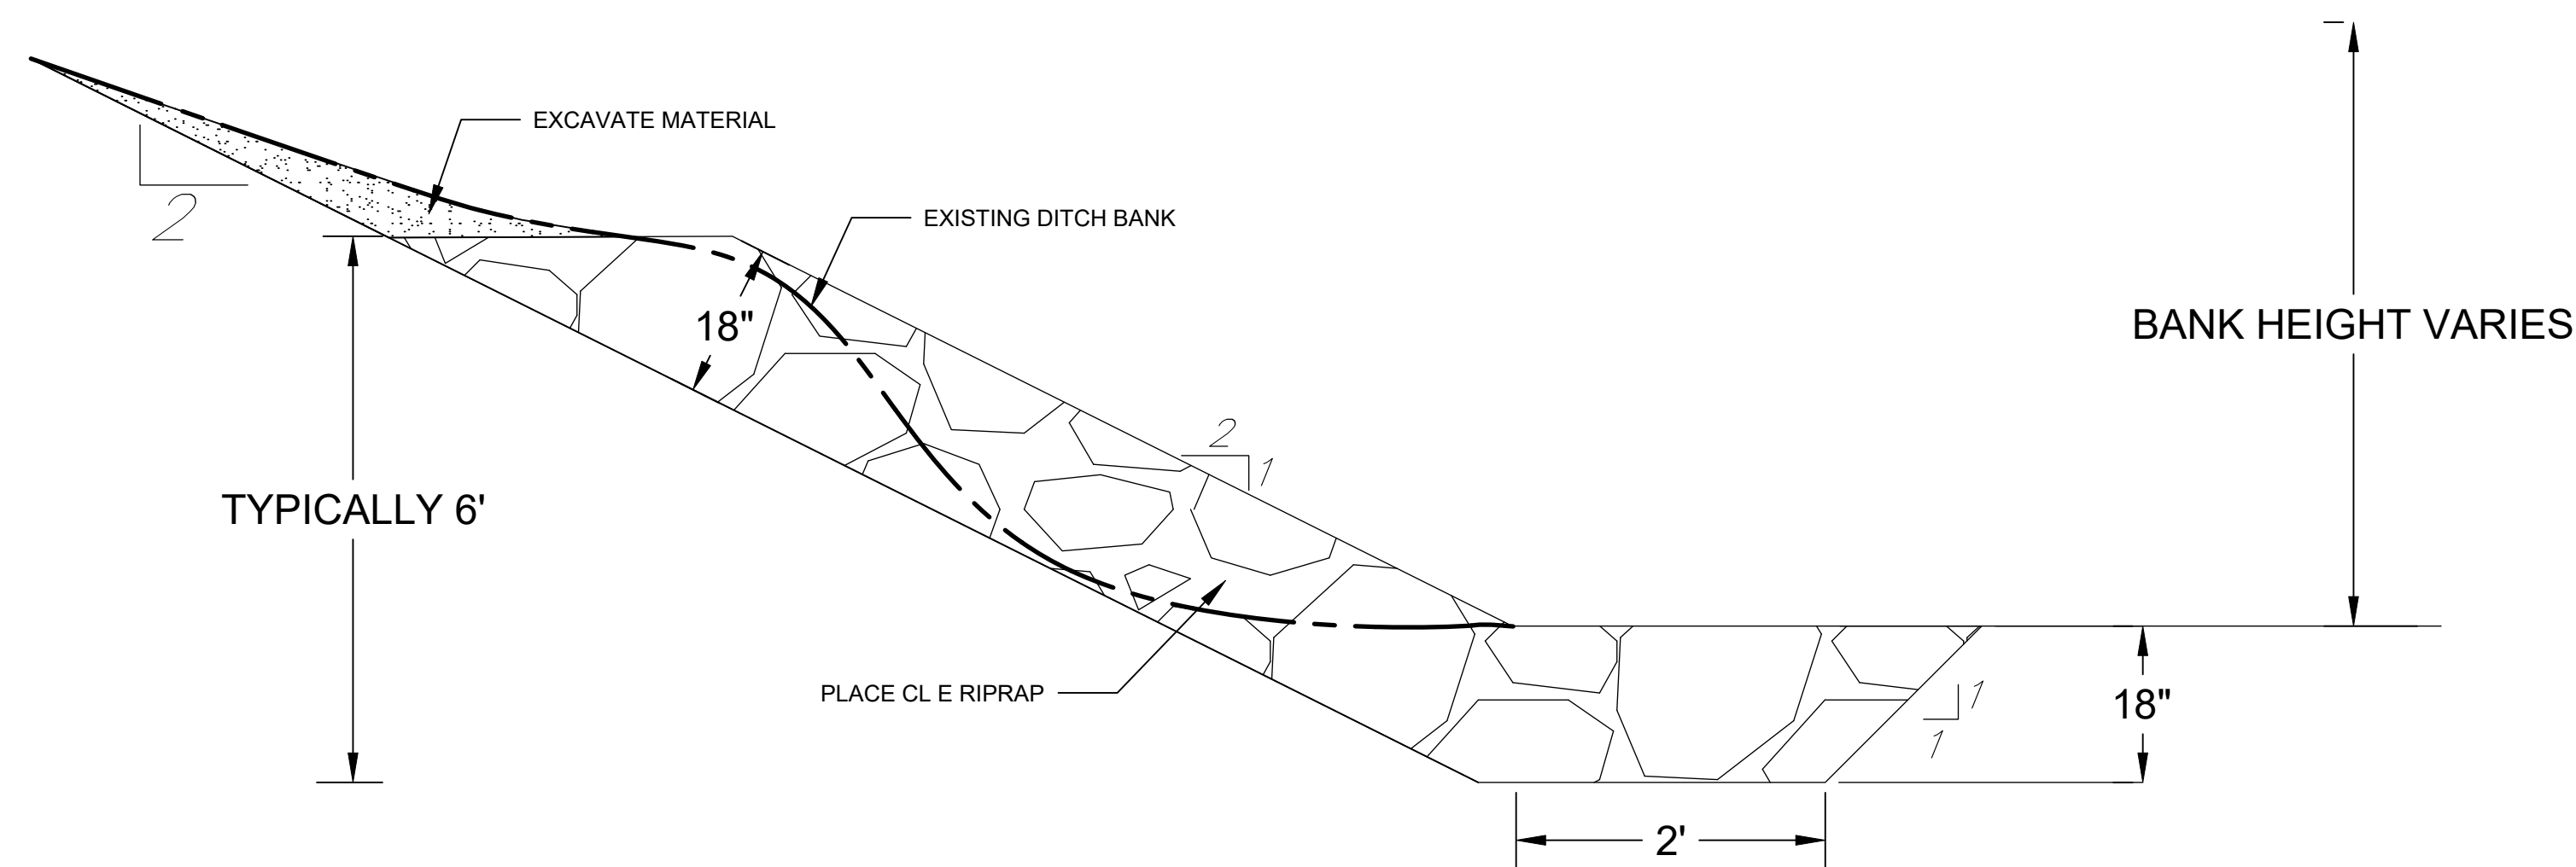 EXCAVATE MATERIAL
2
EXISTING DITCH BANK
18"
BANK HEIGHT VARIES
2
1
TYPICALLY 6'
PLACE CL E RIPRAP
1
1
18"
2'